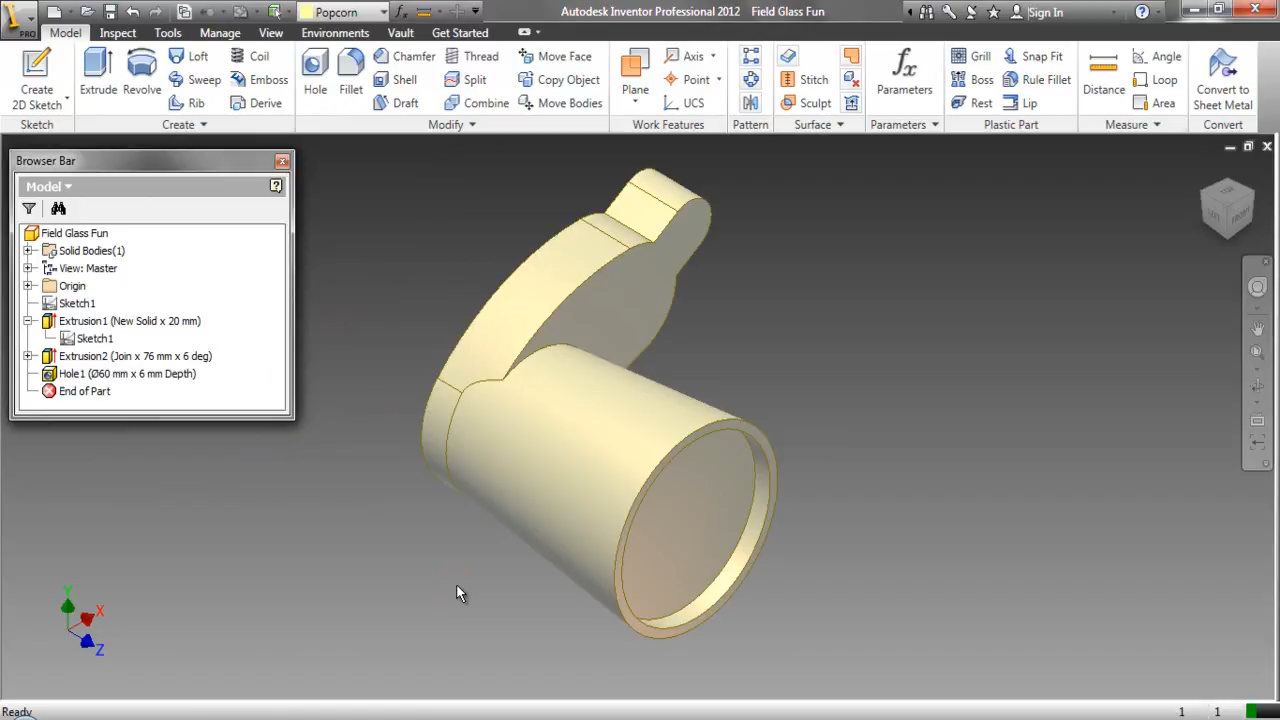 Popcorn
Autodesk Inventor Professional 2012 Field Glass Fun
Sign In
PRO
Model Inspect Tools Manage View Environments Vault Get Started
Create
2D Sketch
Sketch
Extrude Revolve
Loft Coil
Sweep Emboss
Rib Derive
Create
Hole Fillet
Chamfer Thread Move Face
Shell Split Copy Object
Draft Combine Move Bodies
Modify
Plane
Axis
Point
UCS
Work Features
Pattern
Stitch
Sculpt
Surface
fx
Parameters
Parameters
Grill Snap Fit
Boss Rule Fillet
Rest Lip
Plastic Part
Distance
Angle
Loop
Area
Measure
Convert to
Sheet Metal
Convert
Browser Bar
Model
Field Glass Fun
Solid Bodies(1)
View: Master
Origin
Sketch1
Extrusion1 (New Solid x 20 mm)
Sketch1
Extrusion2 (Join x 76 mm x 6 deg)
Hole1 (Ø60 mm x 6 mm Depth)
End of Part
Y
X
Z
Ready
1 1